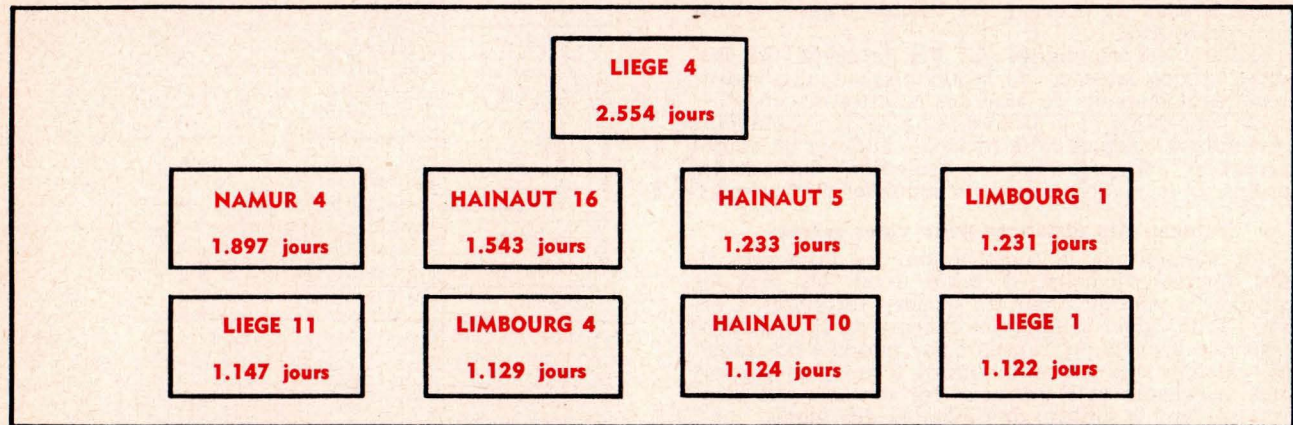 LIEGE 4
2.554 jours
NAMUR 4
1.897 jours
HAINAUT 16
1.543 jours
HAINAUT 5
1.233 jours
LIMBOURG 1
1.231 jours
LIEGE 11
1.147 jours
LIMBOURG 4
1.129 jours
HAINAUT 10
1.124 jours
LIEGE 1
1.122 jours